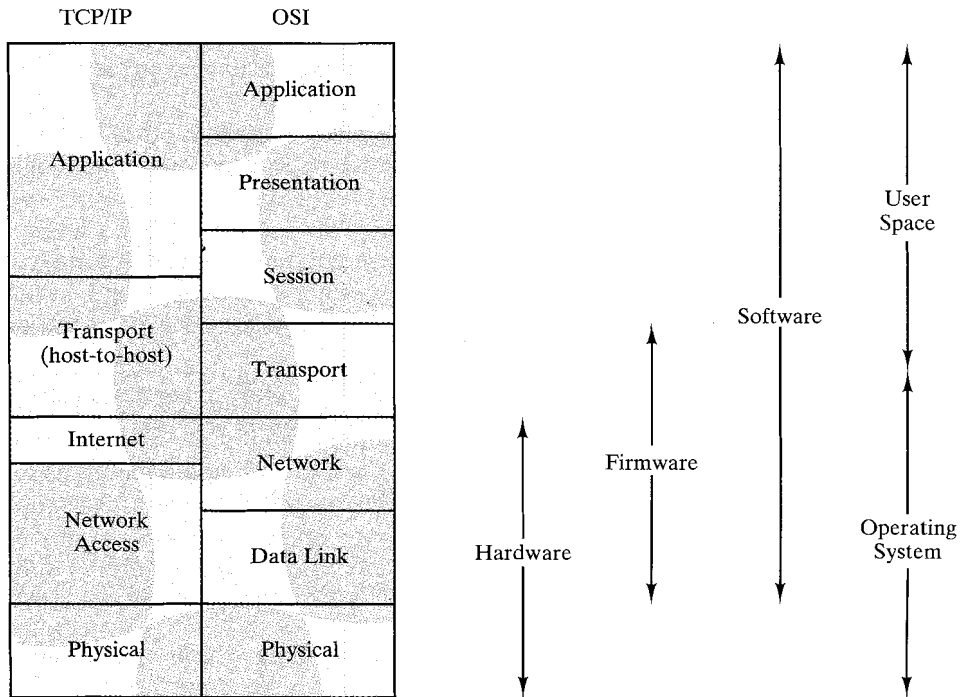 TCP/IP
OSI
Application
Application
Presentation
Session
Transport
(host-to-host)
Transport
Internet
Network
Network
Access
Data Link
Physical
Physical
Hardware
Firmware
Software
User
Space
Operating
System